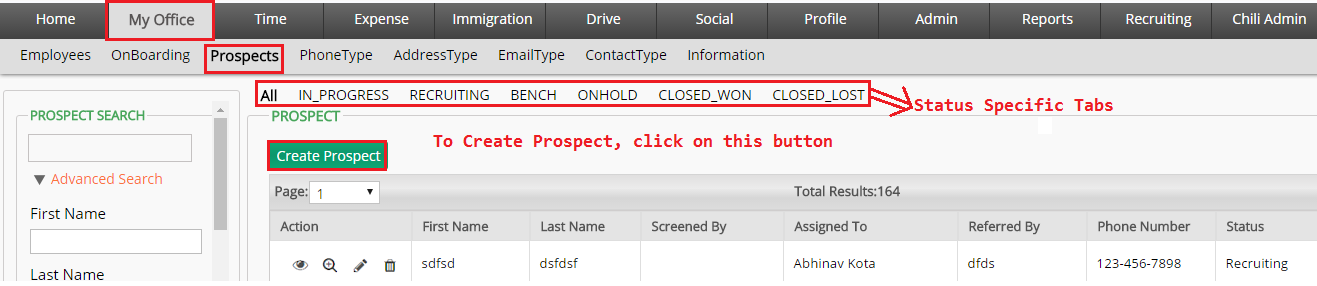 Home My Office Time Expense Immigration Drive Social Profile Admin Reports Recruiting Chili Admin
Employees OnBoarding Prospects PhoneType AddressType EmailType ContactType Information
All IN_PROGRESS RECRUITING BENCH ONHOLD CLOSED_WON CLOSED_LOST
Status Specific Tabs
PROSPECT SEARCH
PROSPECT
To Create Prospect, click on this button
Create Prospect
Advanced Search
Page: 1 Total Results:164
First Name
Action First Name Last Name Screened By Assigned To Referred By Phone Number Status
sdfsd dsfdsf Abhinav Kota dfds 123-456-7898 Recruiting
Last Name